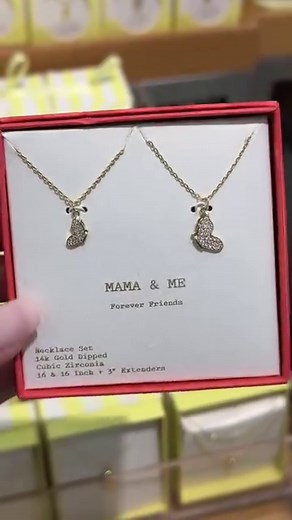 MAMA & ME
Forever Friends
Necklace Set
14k Gold Dipped
Cubic Zirconia
16 & 16 Inch + 3" Extenders